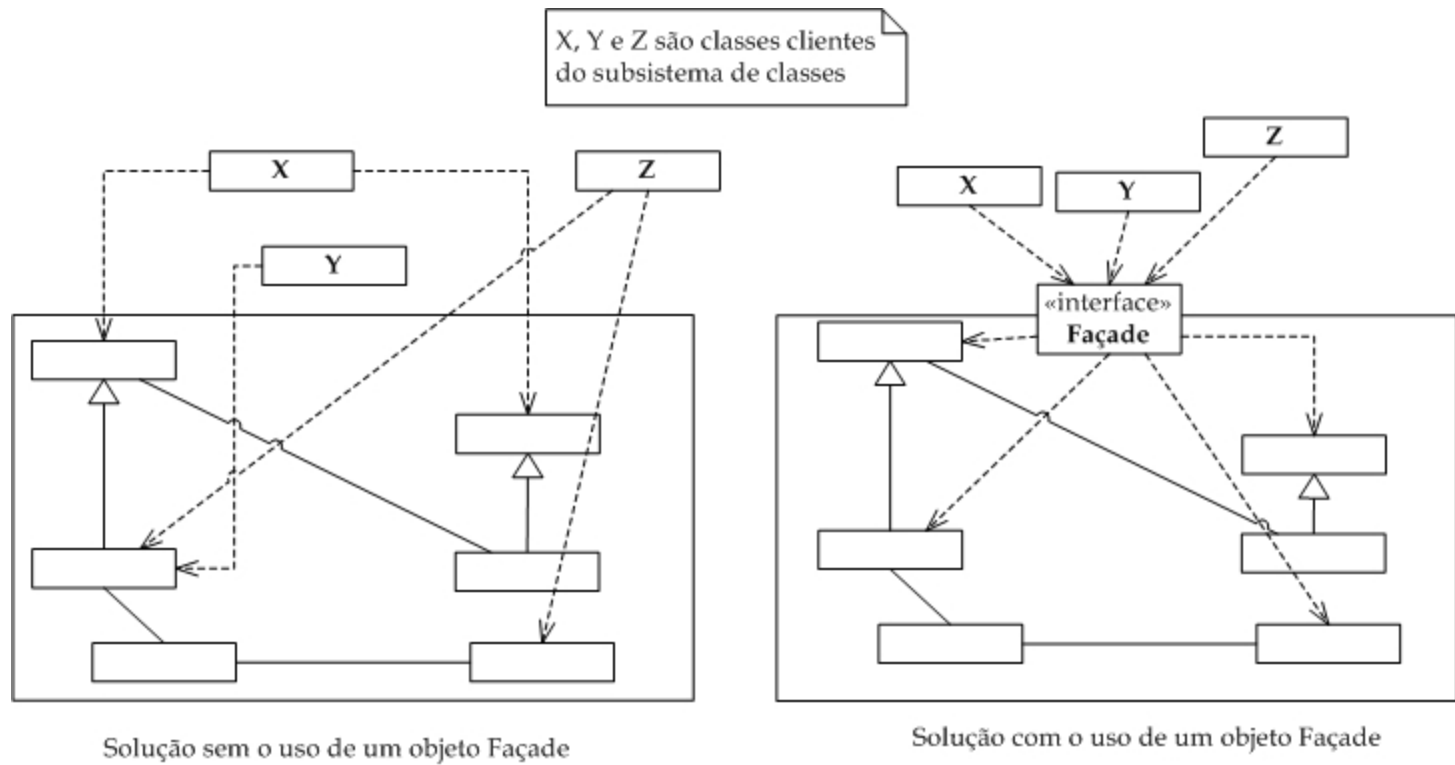 X, Y e Z são classes clientes
do subsistema de classes
X
Z
Y
Solução sem o uso de um objeto Façade
Z
X
Y
«interface»
Façade
Solução com o uso de um objeto Façade